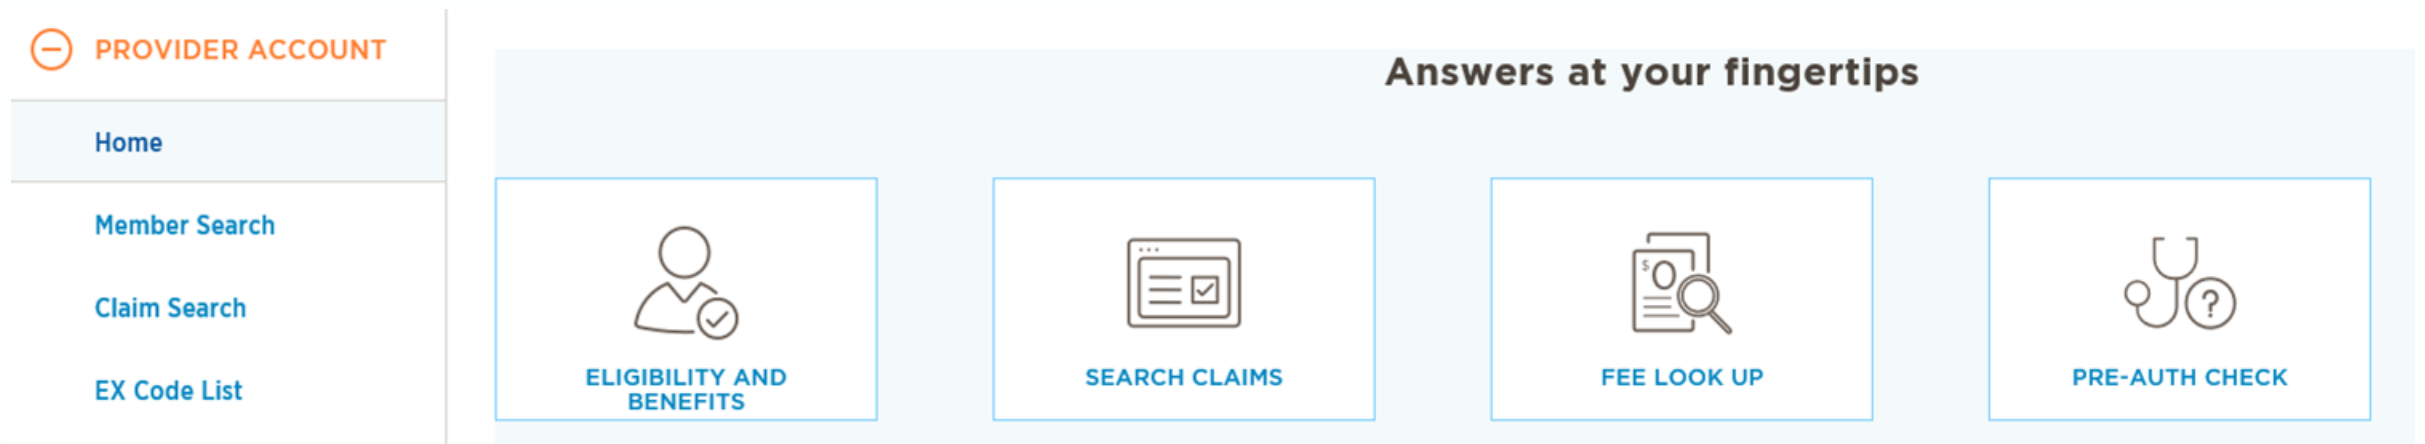 PROVIDER ACCOUNT
Home
Member Search
Claim Search
EX Code List
Answers at your fingertips
ELIGIBILITY AND
BENEFITS
SEARCH CLAIMS
$
FEE LOOK UP
?
PRE-AUTH CHECK